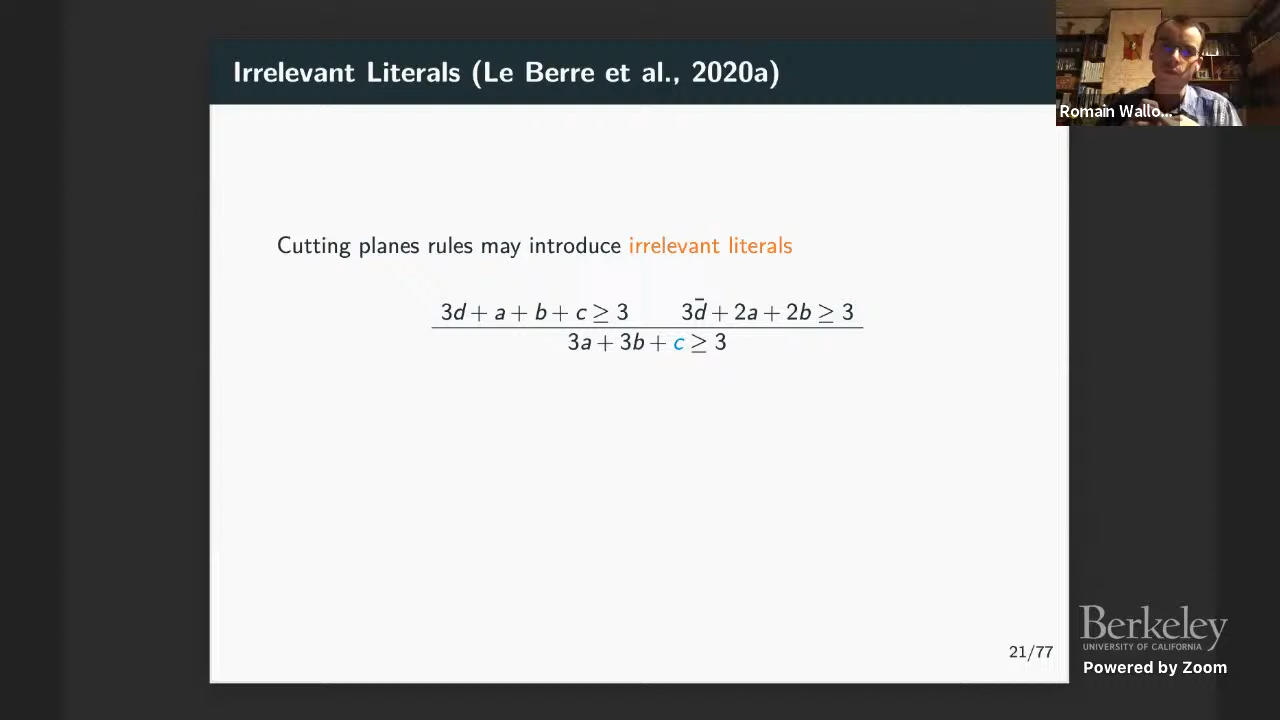 Irrelevant Literals (Le Berre et al., 2020a)
Romain Wallo...
Cutting planes rules may introduce irrelevant literals
3d + a + b + c ≥ 3 3d̄ + 2a + 2b ≥ 3
3a + 3b + c ≥ 3
21/77
Berkeley
UNIVERSITY OF CALIFORNIA
Powered by Zoom